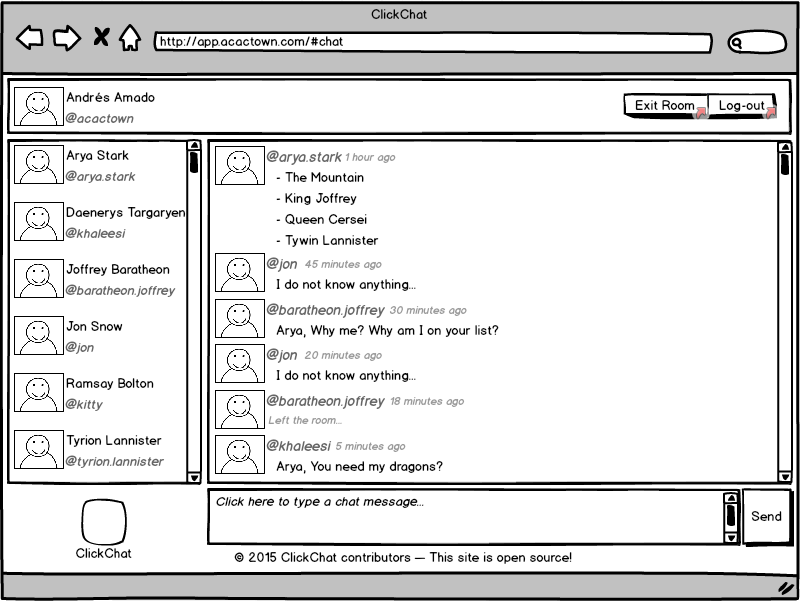 ClickChat
http://app.acactown.com/#chat
Andrés Amado
@acactown
Exit Room
Log-out
Arya Stark
@arya.stark
Daenerys Targaryen
@khaleesi
Joffrey Baratheon
@baratheon.joffrey
Jon Snow
@jon
Ramsay Bolton
@kitty
Tyrion Lannister
@tyrion.lannister
@arya.stark 1 hour ago
- The Mountain
- King Joffrey
- Queen Cersei
- Tywin Lannister
@jon 45 minutes ago
I do not know anything...
@baratheon.joffrey 30 minutes ago
Arya, Why me? Why am I on your list?
@jon 20 minutes ago
I do not know anything...
@baratheon.joffrey 18 minutes ago
Left the room...
@khaleesi 5 minutes ago
Arya, You need my dragons?
Click here to type a chat message...
Send
ClickChat
© 2015 ClickChat contributors — This site is open source!